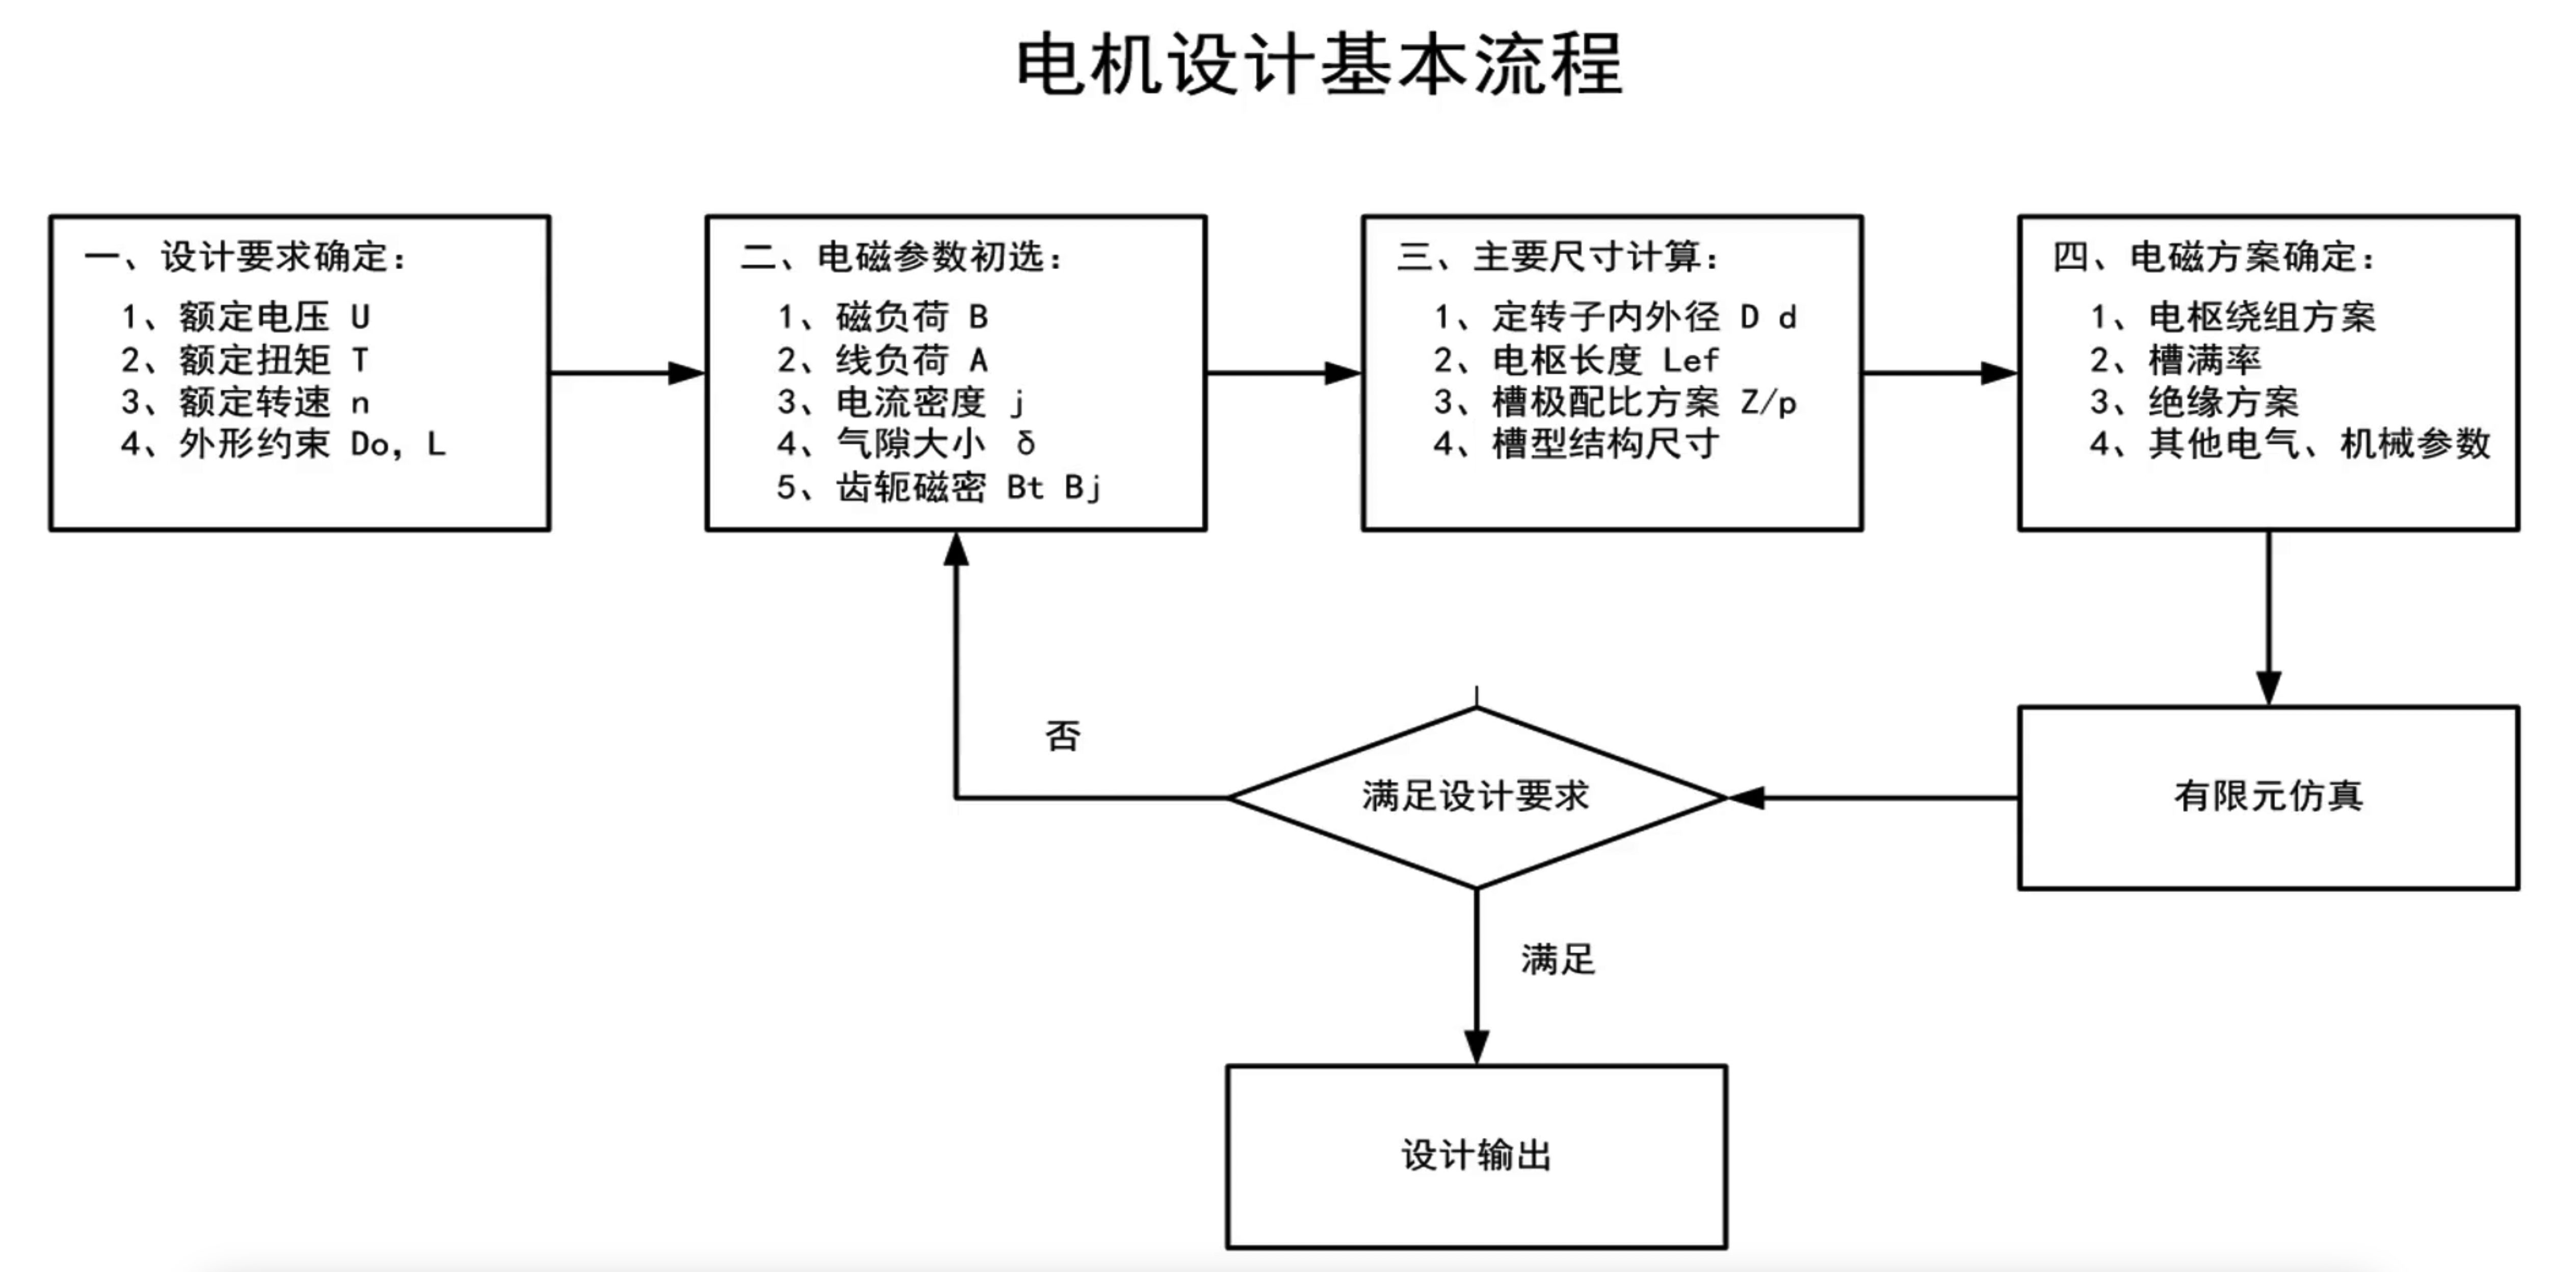 电机设计基本流程
一、设计要求确定：
1、额定电压 U
2、额定扭矩 T
3、额定转速 n
4、外形约束 Do，L
二、电磁参数初选：
1、磁负荷 B
2、线负荷 A
3、电流密度 j
4、气隙大小 δ
5、齿轭磁密 Bt Bj
三、主要尺寸计算：
1、定转子内外径 D d
2、电枢长度 Lef
3、槽极配比方案 Z/p
4、槽型结构尺寸
四、电磁方案确定：
1、电枢绕组方案
2、槽满率
3、绝缘方案
4、其他电气、机械参数
否
满足设计要求
有限元仿真
满足
设计输出